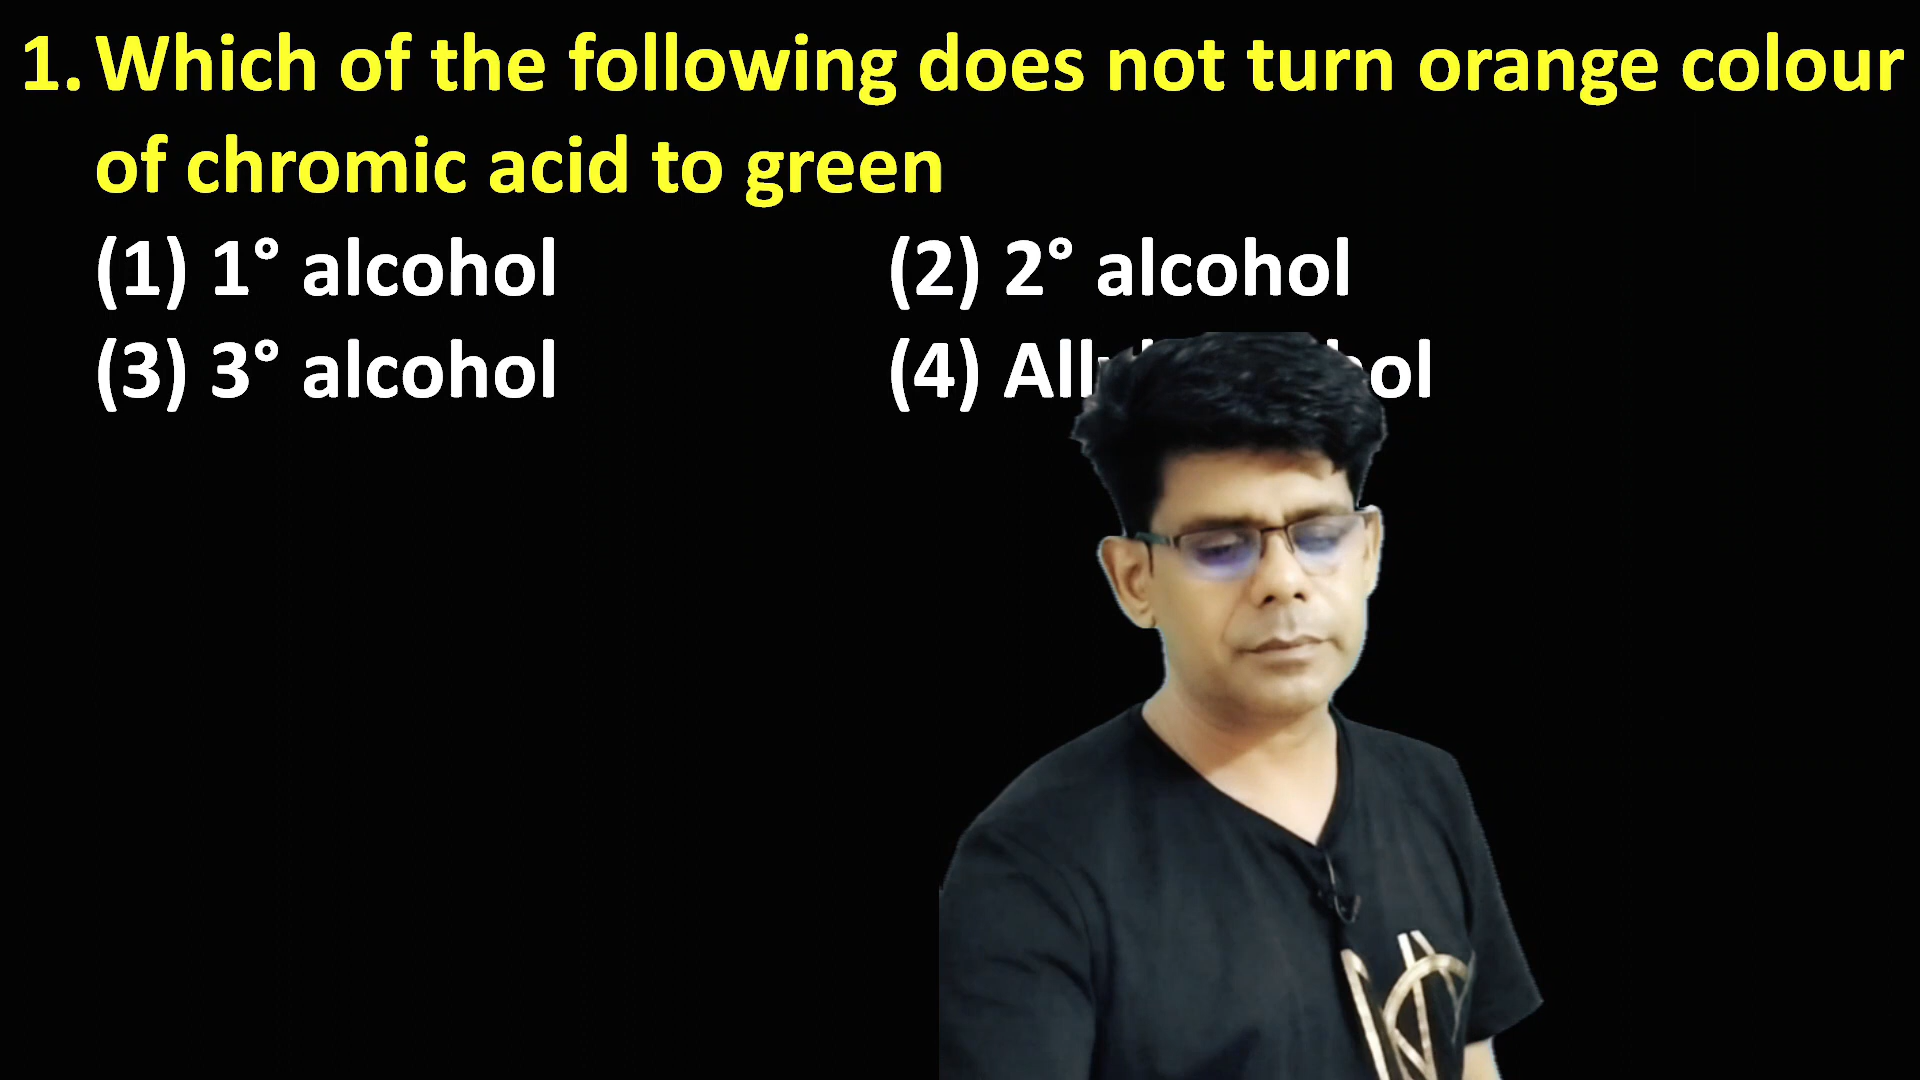 1. Which of the following does not turn orange colour
of chromic acid to green
(1) 1° alcohol (2) 2° alcohol
(3) 3° alcohol (4)